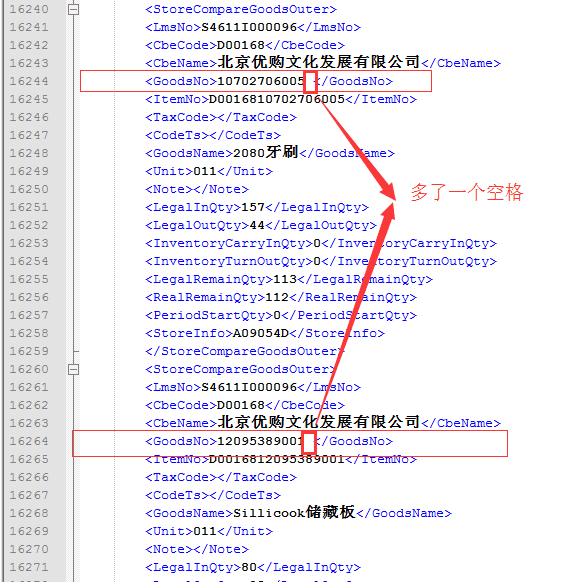 16240 <StoreCompareGoodsOuter>
16241 <LmsNo>S4611I000096</LmsNo>
16242 <CbeCode>D00168</CbeCode>
16243 <CbeName>北京优购文化发展有限公司</CbeName>
16244 <GoodsNo>10702706005 </GoodsNo>
16245 <ItemNo>D0016810702706005</ItemNo>
16246 <TaxCode></TaxCode>
16247 <CodeTs></CodeTs>
16248 <GoodsName>2080牙刷</GoodsName>
16249 <Unit>011</Unit>
16250 <Note></Note>
多了一个空格
16251 <LegalInQty>157</LegalInQty>
16252 <LegalOutQty>44</LegalOutQty>
16253 <InventoryCarryInQty>0</InventoryCarryInQty>
16254 <InventoryTurnOutQty>0</InventoryTurnOutQty>
16255 <LegalRemainQty>113</LegalRemainQty>
16256 <RealRemainQty>112</RealRemainQty>
16257 <PeriodStartQty>0</PeriodStartQty>
16258 <StoreInfo>A09054D</StoreInfo>
16259 </StoreCompareGoodsOuter>
16260 <StoreCompareGoodsOuter>
16261 <LmsNo>S4611I000096</LmsNo>
16262 <CbeCode>D00168</CbeCode>
16263 <CbeName>北京优购文化发展有限公司</CbeName>
16264 <GoodsNo>12095389001 </GoodsNo>
16265 <ItemNo>D0016812095389001</ItemNo>
16266 <TaxCode></TaxCode>
16267 <CodeTs></CodeTs>
16268 <GoodsName>Sillicook储藏板</GoodsName>
16269 <Unit>011</Unit>
16270 <Note></Note>
16271 <LegalInQty>80</LegalInQty>